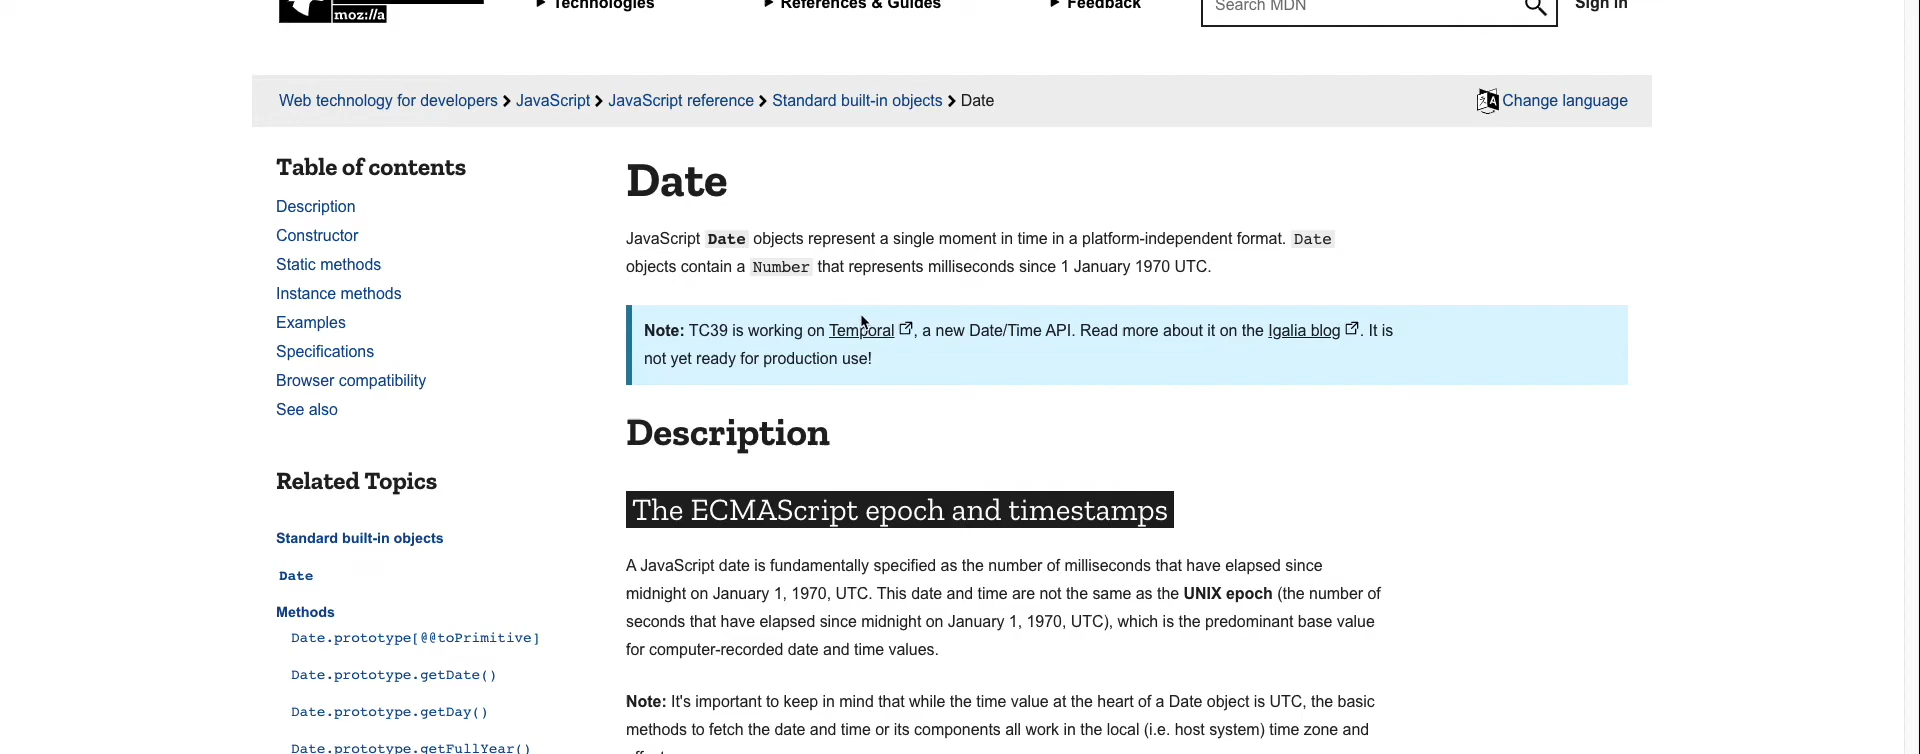 moz://a
Technologies
References & Guides
Feedback
Search MDN
Sign in
Web technology for developers > JavaScript > JavaScript reference > Standard built-in objects > Date
Change language
Table of contents
Description
Constructor
Static methods
Instance methods
Examples
Specifications
Browser compatibility
See also
Related Topics
Standard built-in objects
Date
Methods
Date.prototype[@@toPrimitive]
Date.prototype.getDate()
Date.prototype.getDay()
Date.prototype.getFullYear()
Date
JavaScript Date objects represent a single moment in time in a platform-independent format. Date
objects contain a Number that represents milliseconds since 1 January 1970 UTC.
Note: TC39 is working on Temporal, a new Date/Time API. Read more about it on the Igalia blog. It is
not yet ready for production use!
Description
The ECMAScript epoch and timestamps
A JavaScript date is fundamentally specified as the number of milliseconds that have elapsed since
midnight on January 1, 1970, UTC. This date and time are not the same as the UNIX epoch (the number of
seconds that have elapsed since midnight on January 1, 1970, UTC), which is the predominant base value
for computer-recorded date and time values.
Note: It's important to keep in mind that while the time value at the heart of a Date object is UTC, the basic
methods to fetch the date and time or its components all work in the local (i.e. host system) time zone and